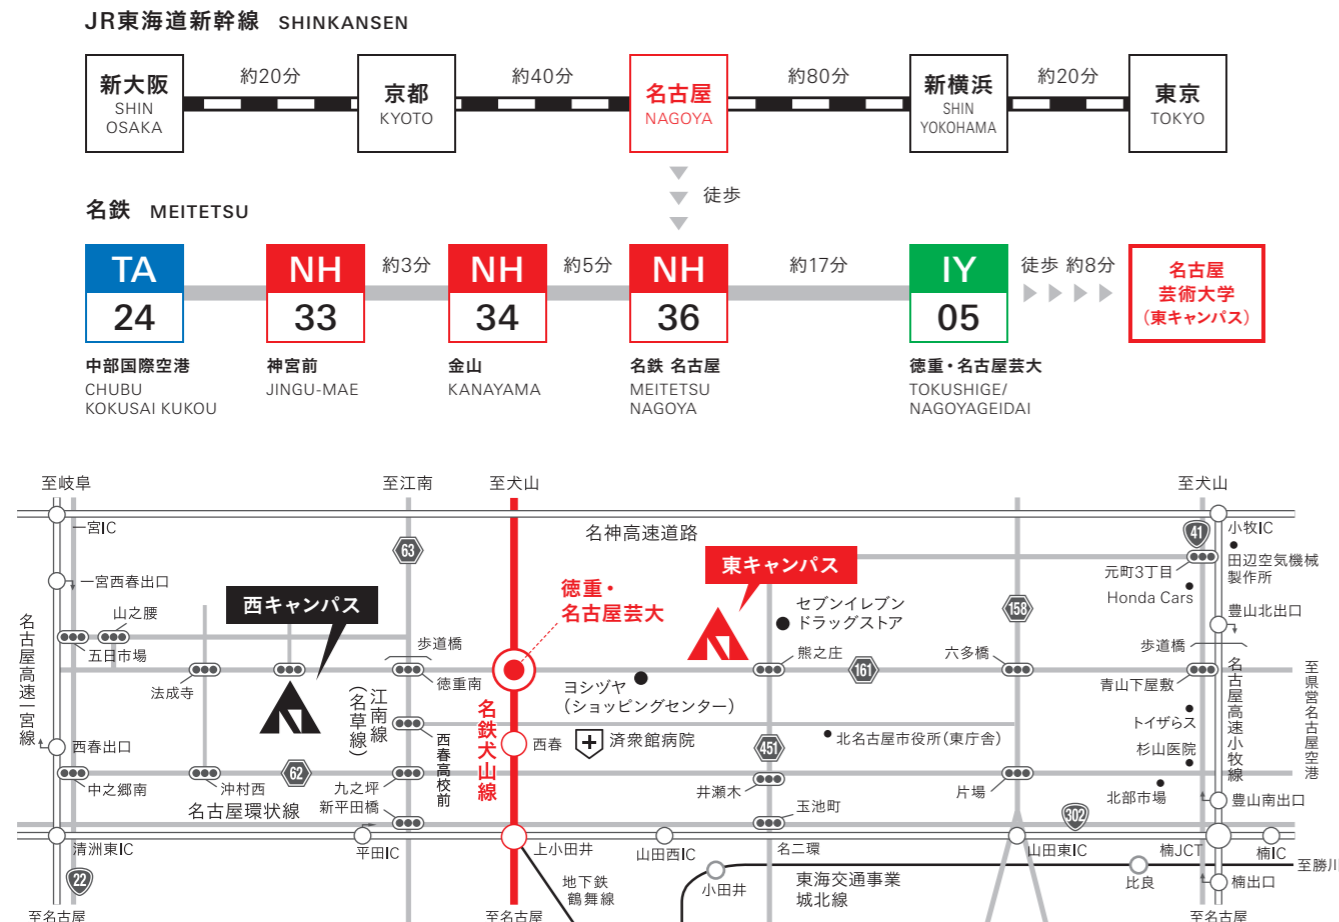 JR東海道新幹線 SHINKANSEN
新大阪
SHIN
OSAKA
約20分
京都
KYOTO
約40分
名古屋
NAGOYA
約80分
新横浜
SHIN
YOKOHAMA
約20分
東京
TOKYO
徒歩
名鉄 MEITETSU
TA
24
中部国際空港
CHUBU
KOKUSAI KUKOU
NH
33
神宮前
JINGU-MAE
約3分
NH
34
金山
KANAYAMA
約5分
NH
36
名鉄 名古屋
MEITETSU
NAGOYA
約17分
IY
05
徳重・名古屋芸大
TOKUSHIGE/
NAGOYAGEIDAI
徒歩 約8分
名古屋
芸術大学
(東キャンパス)
至岐阜
至江南
至犬山
至犬山
一宮IC
名神高速道路
小牧IC
63
41
田辺空気機械
製作所
元町3丁目
Honda Cars
一宮西春出口
東キャンパス
西キャンパス
徳重・
名古屋芸大
セブンイレブン
ドラッグストア
158
豊山北出口
山之腰
五日市場
歩道橋
歩道橋
名古屋高速一宮線
法成寺
徳重南
熊之庄
161
六多橋
青山下屋敷
名古屋高速小牧線
至県営名古屋空港
江南線
(名草線)
ヨシヅヤ
(ショッピングセンター)
名鉄犬山線
トイザらス
西春出口
西春高校前
西春
済衆館病院
451
北名古屋市役所(東庁舎)
杉山医院
中之郷南
沖村西
62
九之坪
井瀬木
片場
北部市場
名古屋環状線
新平田橋
玉池町
302
豊山南出口
清洲東IC
平田IC
上小田井
山田西IC
名二環
山田東IC
楠JCT
楠IC
至勝川
22
地下鉄
鶴舞線
小田井
東海交通事業
城北線
比良
楠出口
至名古屋
至名古屋
至名古屋